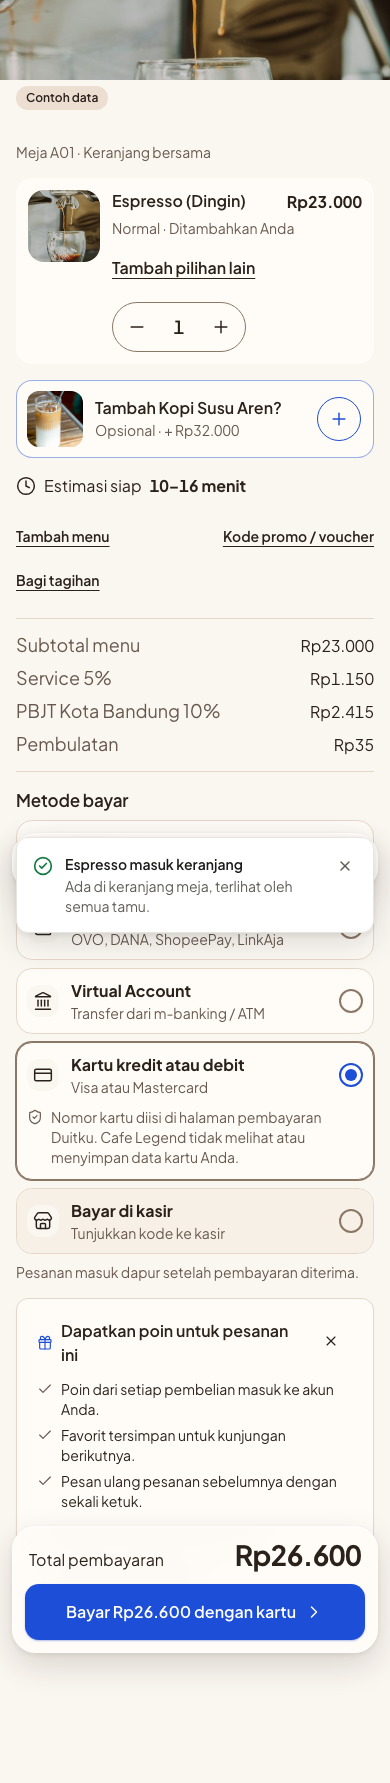 Contoh data
Meja A01 · Keranjang bersama
Espresso (Dingin) Rp23.000
Normal · Ditambahkan Anda
Tambah pilihan lain
1
Tambah Kopi Susu Aren?
Opsional · + Rp32.000
Estimasi siap 10–16 menit
Tambah menu Kode promo / voucher
Bagi tagihan
Subtotal menu Rp23.000
Service 5% Rp1.150
PBJT Kota Bandung 10% Rp2.415
Pembulatan Rp35
Metode bayar
Espresso masuk keranjang
Ada di keranjang meja, terlihat oleh
semua tamu.
OVO, DANA, ShopeePay, LinkAja
Virtual Account
Transfer dari m-banking / ATM
Kartu kredit atau debit
Visa atau Mastercard
Nomor kartu diisi di halaman pembayaran
Duitku. Cafe Legend tidak melihat atau
menyimpan data kartu Anda.
Bayar di kasir
Tunjukkan kode ke kasir
Pesanan masuk dapur setelah pembayaran diterima.
Dapatkan poin untuk pesanan
ini
Poin dari setiap pembelian masuk ke akun
Anda.
Favorit tersimpan untuk kunjungan
berikutnya.
Pesan ulang pesanan sebelumnya dengan
sekali ketuk.
Total pembayaran Rp26.600
Bayar Rp26.600 dengan kartu